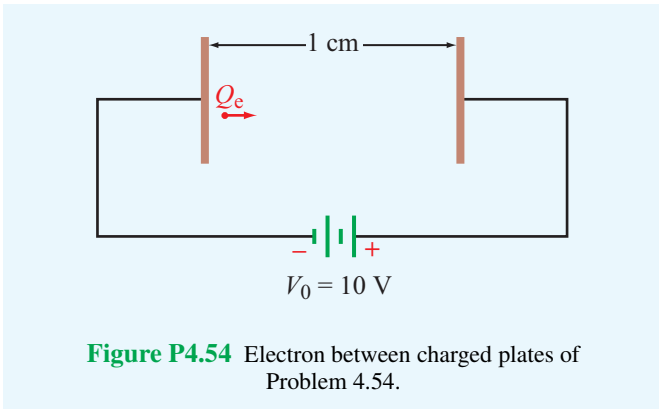 1 cm
Qe
− +
V0 = 10 V
Figure P4.54 Electron between charged plates of
Problem 4.54.